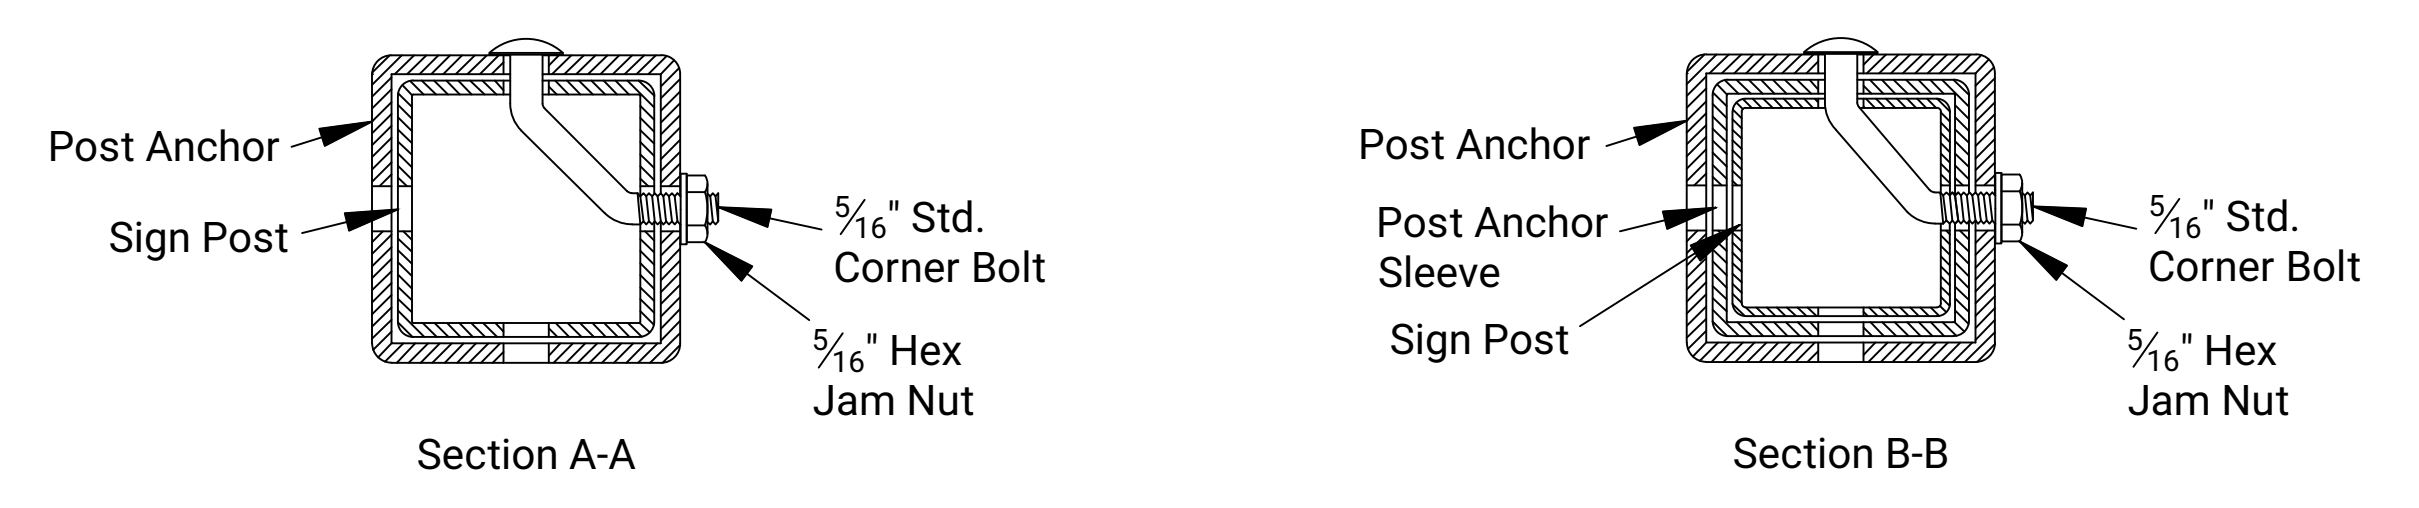 Post Anchor
Sign Post
5⁄16" Std.
Corner Bolt
5⁄16" Hex
Jam Nut
Section A-A
Post Anchor
Post Anchor
Sleeve
Sign Post
5⁄16" Std.
Corner Bolt
5⁄16" Hex
Jam Nut
Section B-B